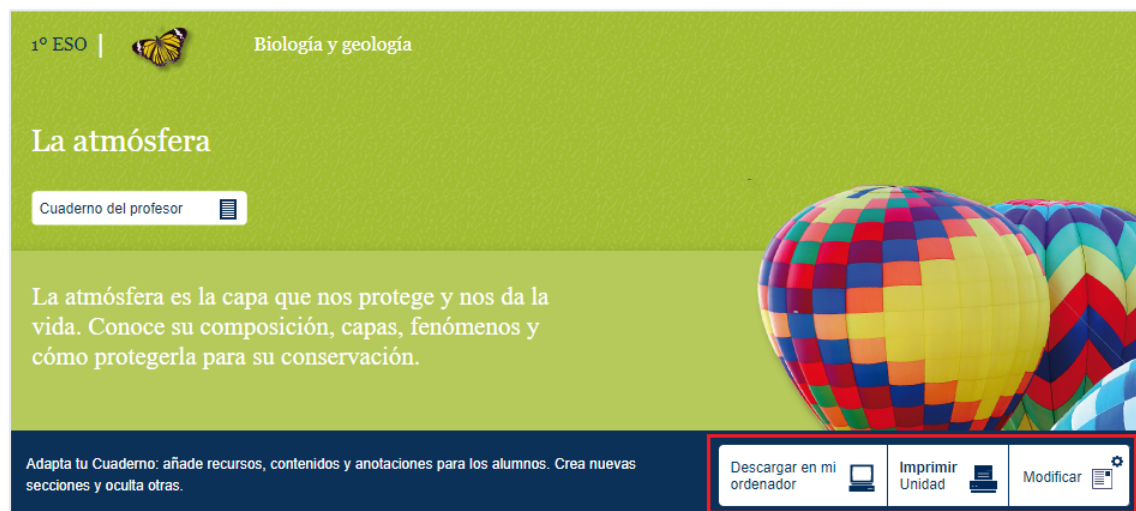 1º ESO | Biología y geología
La atmósfera
Cuaderno del profesor
La atmósfera es la capa que nos protege y nos da la
vida. Conoce su composición, capas, fenómenos y
cómo protegerla para su conservación.
Adapta tu Cuaderno: añade recursos, contenidos y anotaciones para los alumnos. Crea nuevas
secciones y oculta otras.
Descargar en mi
ordenador
Imprimir
Unidad
Modificar